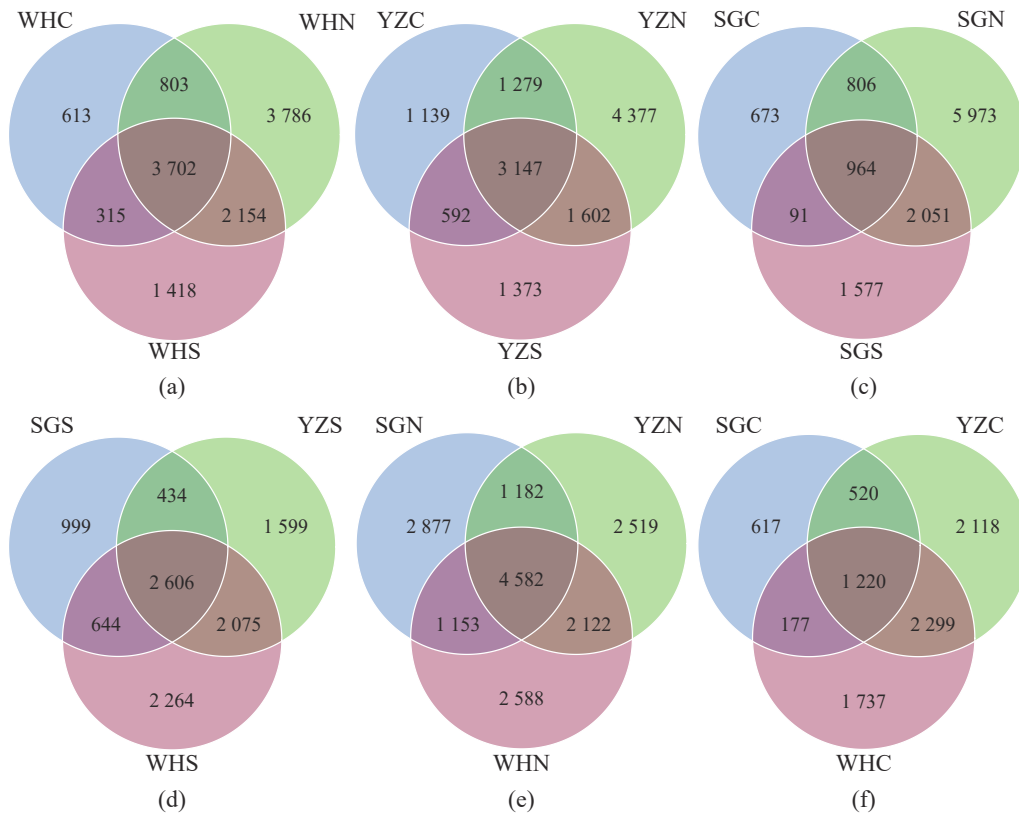 WHC WHN YZC YZN SGC SGN
803 1 279 806
613 3 786 1 139 4 377 673 5 973
3 702 3 147 964
315 2 154 592 1 602 91 2 051
1 418 1 373 1 577
WHS YZS SGS
(a) (b) (c)
SGS YZS SGN YZN SGC YZC
434 1 182 520
999 1 599 2 877 2 519 617 2 118
2 606 4 582 1 220
644 2 075 1 153 2 122 177 2 299
2 264 2 588 1 737
WHS WHN WHC
(d) (e) (f)